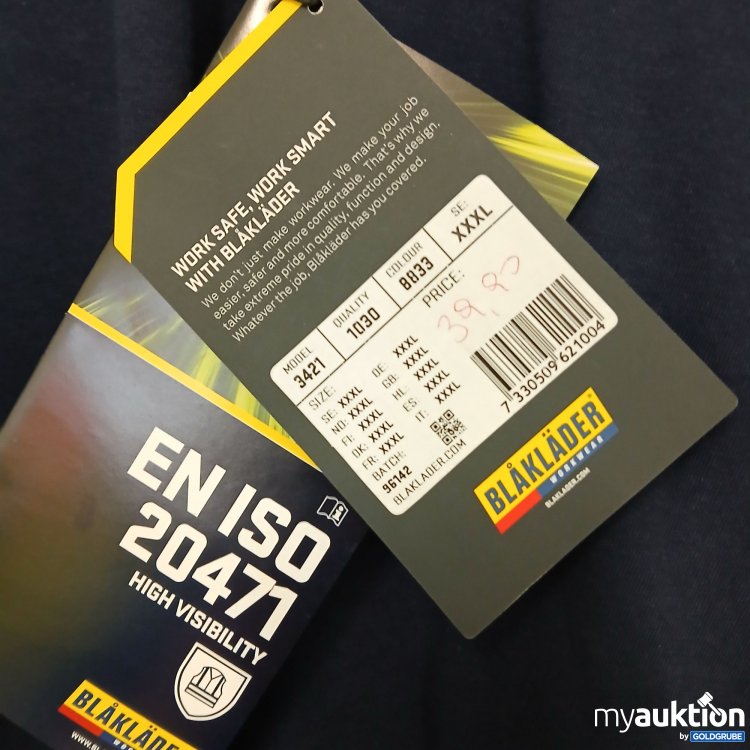 WORK SAFE, WORK SMART
WITH BLÅKLÄDER
We don't just make workwear. We make your job
easier, safer and more comfortable. That's why we
take extreme pride in quality, function and design.
Whatever the job, Blåkläder has you covered.
MODEL QUALITY COLOUR SE:
3421 1030 8833 XXXL
SIZE: PRICE:
39,90
SE: XXXL DE: XXXL
NO: XXXL GB: XXXL
FI: XXXL NL: XXXL
DK: XXXL ES: XXXL
FR: XXXL IT: XXXL
BATCH:
96142
BLAKLADER.COM
7 330509 621004
BLÅKLÄDER
WORKWEAR
BLAKLADER.COM
EN ISO
20471
HIGH VISIBILITY
BLÅKLÄDER
WORKWEAR
myauktion
by GOLDGRUBE